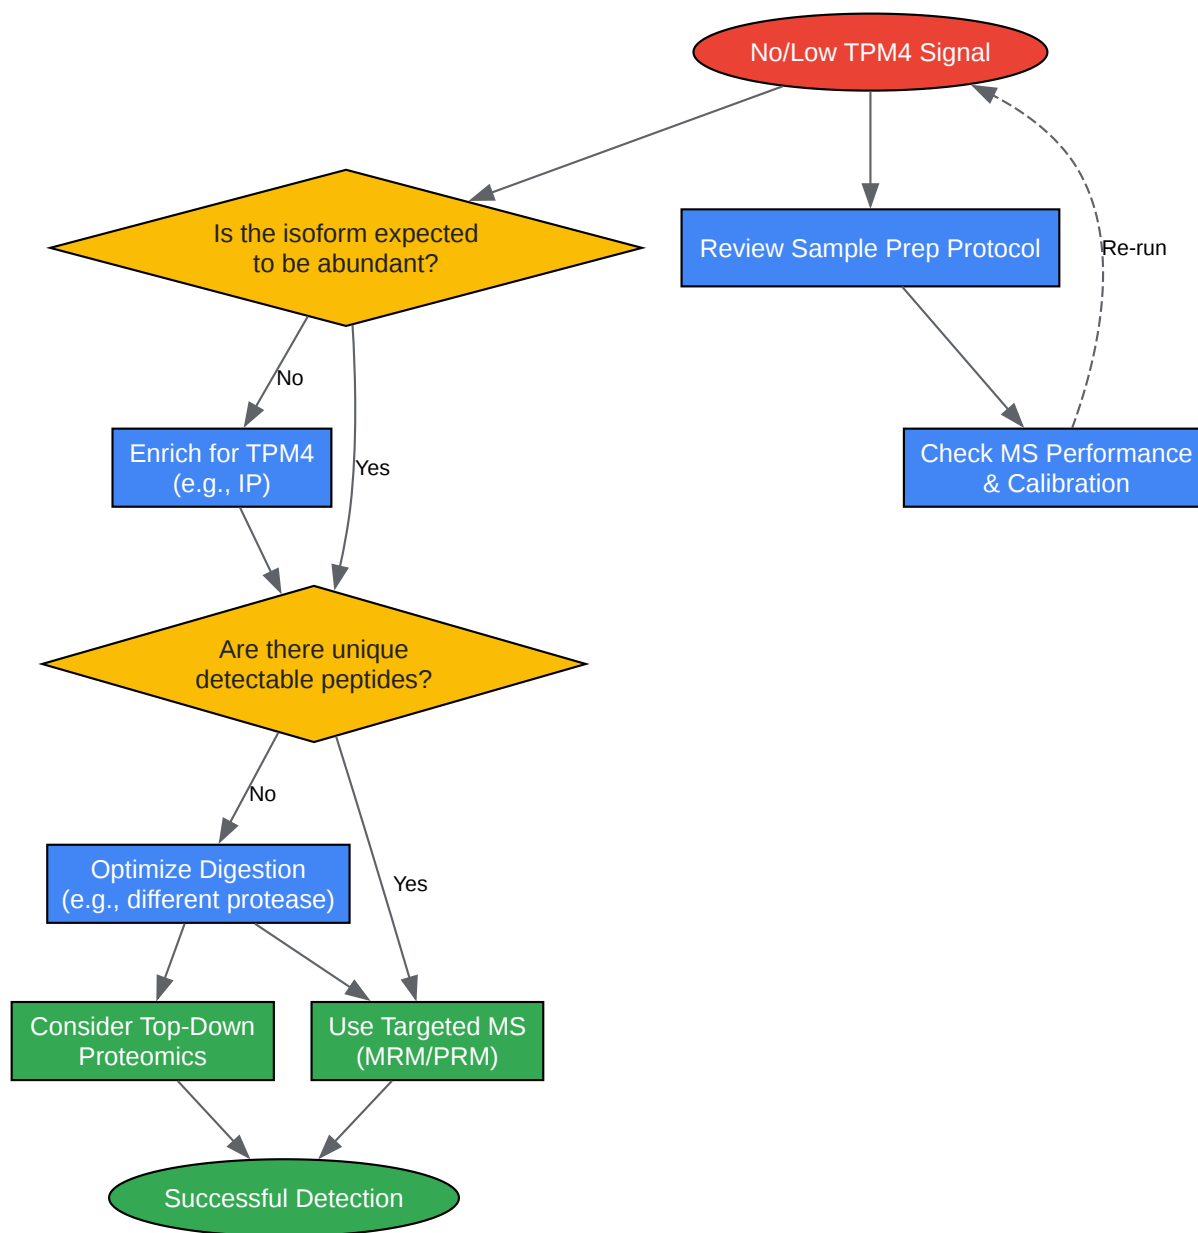 No/Low TPM4 Signal
Is the isoform expected
to be abundant?
Review Sample Prep Protocol
Re-run
No
Enrich for TPM4
(e.g., IP)
Yes
Check MS Performance
& Calibration
Are there unique
detectable peptides?
No
Optimize Digestion
(e.g., different protease)
Yes
Consider Top-Down
Proteomics
Use Targeted MS
(MRM/PRM)
Successful Detection